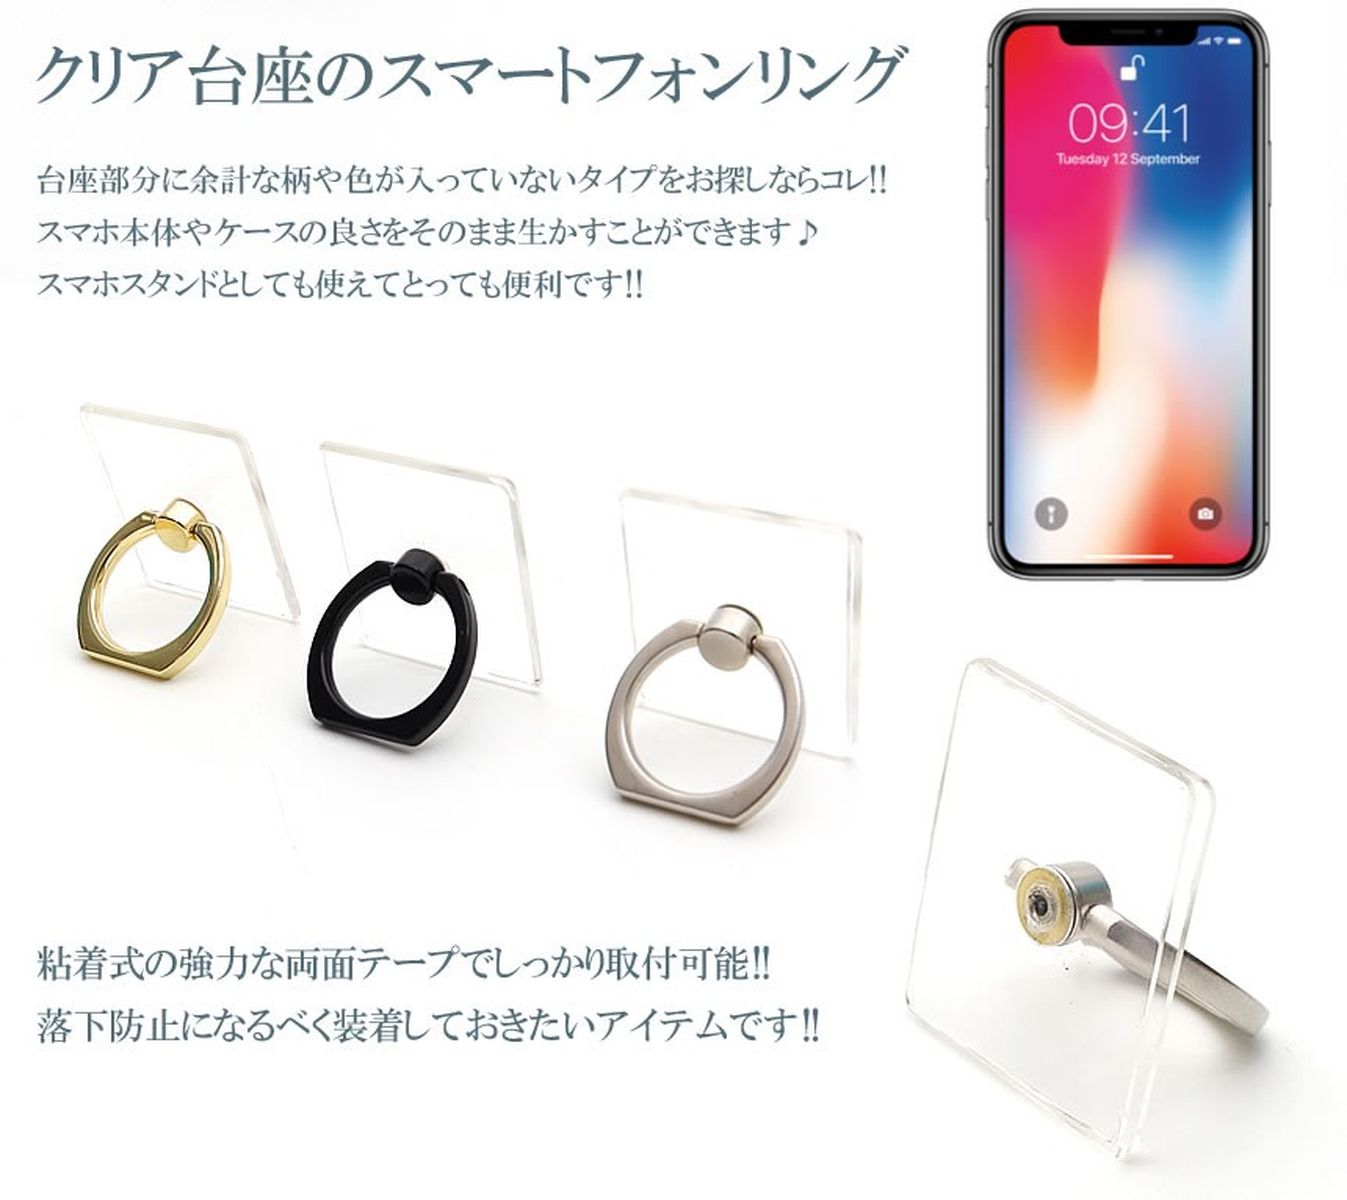 クリア台座のスマートフォンリング
台座部分に余計な柄や色が入っていないタイプをお探しならコレ!!
スマホ本体やケースの良さをそのまま生かすことができます♪
スマホスタンドとしても使えてとっても便利です!!
09:41
Tuesday 12 September
粘着式の強力な両面テープでしっかり取付可能!!
落下防止になるべく装着しておきたいアイテムです!!